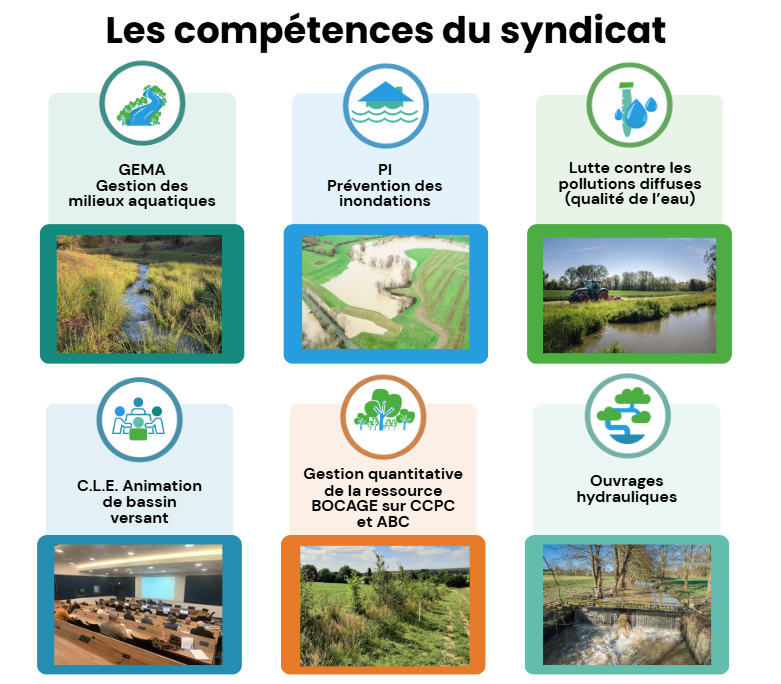 Les compétences du syndicat
GEMA
Gestion des
milieux aquatiques
PI
Prévention des
inondations
Lutte contre les
pollutions diffuses
(qualité de l'eau)
C.L.E. Animation
de bassin
versant
Gestion quantitative
de la ressource
BOCAGE sur CCPC
et ABC
Ouvrages
hydrauliques